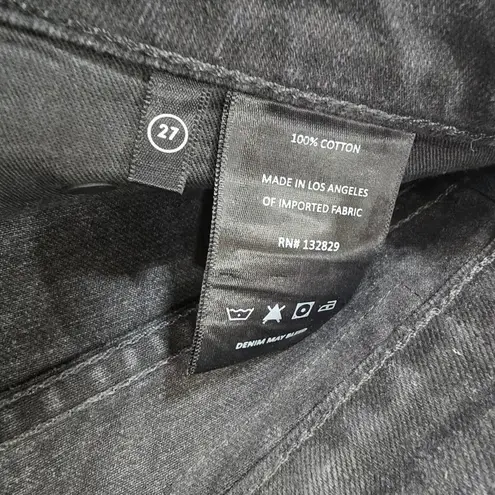 27
100% COTTON
MADE IN LOS ANGELES
OF IMPORTED FABRIC
RN# 132829
DENIM MAY BLEED